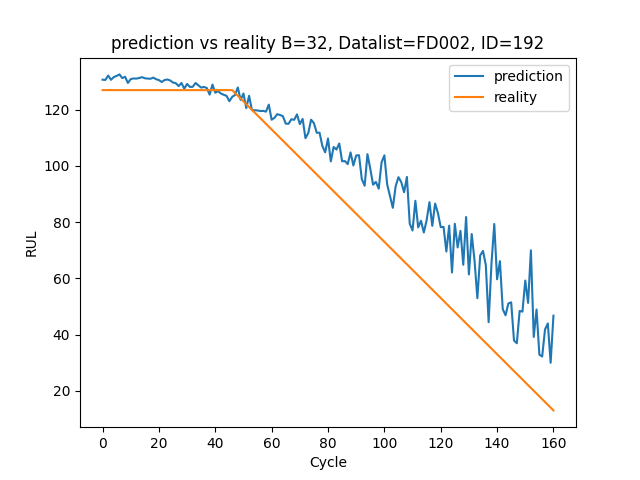 prediction vs reality B=32, Datalist=FD002, ID=192
prediction
reality
RUL
120
100
80
60
40
20
0 20 40 60 80 100 120 140 160
Cycle